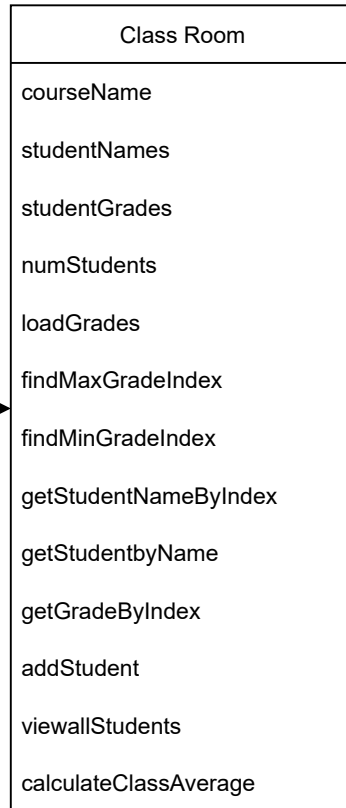 Class Room
courseName
studentNames
studentGrades
numStudents
loadGrades
findMaxGradeIndex
findMinGradeIndex
getStudentNameByIndex
getStudentbyName
getGradeByIndex
addStudent
viewallStudents
calculateClassAverage